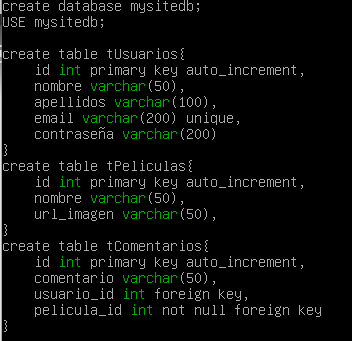 create database mysitedb;
USE mysitedb;
create table tUsuarios{
id int primary key auto_increment,
nombre varchar(50),
apellidos varchar(100),
email varchar(200) unique,
contraseña varchar(200)
}
create table tPeliculas{
id int primary key auto_increment,
nombre varchar(50),
url_imagen varchar(50),
}
create table tComentarios{
id int primary key auto_increment,
comentario varchar(50),
usuario_id int foreign key,
pelicula_id int not null foreign key
}